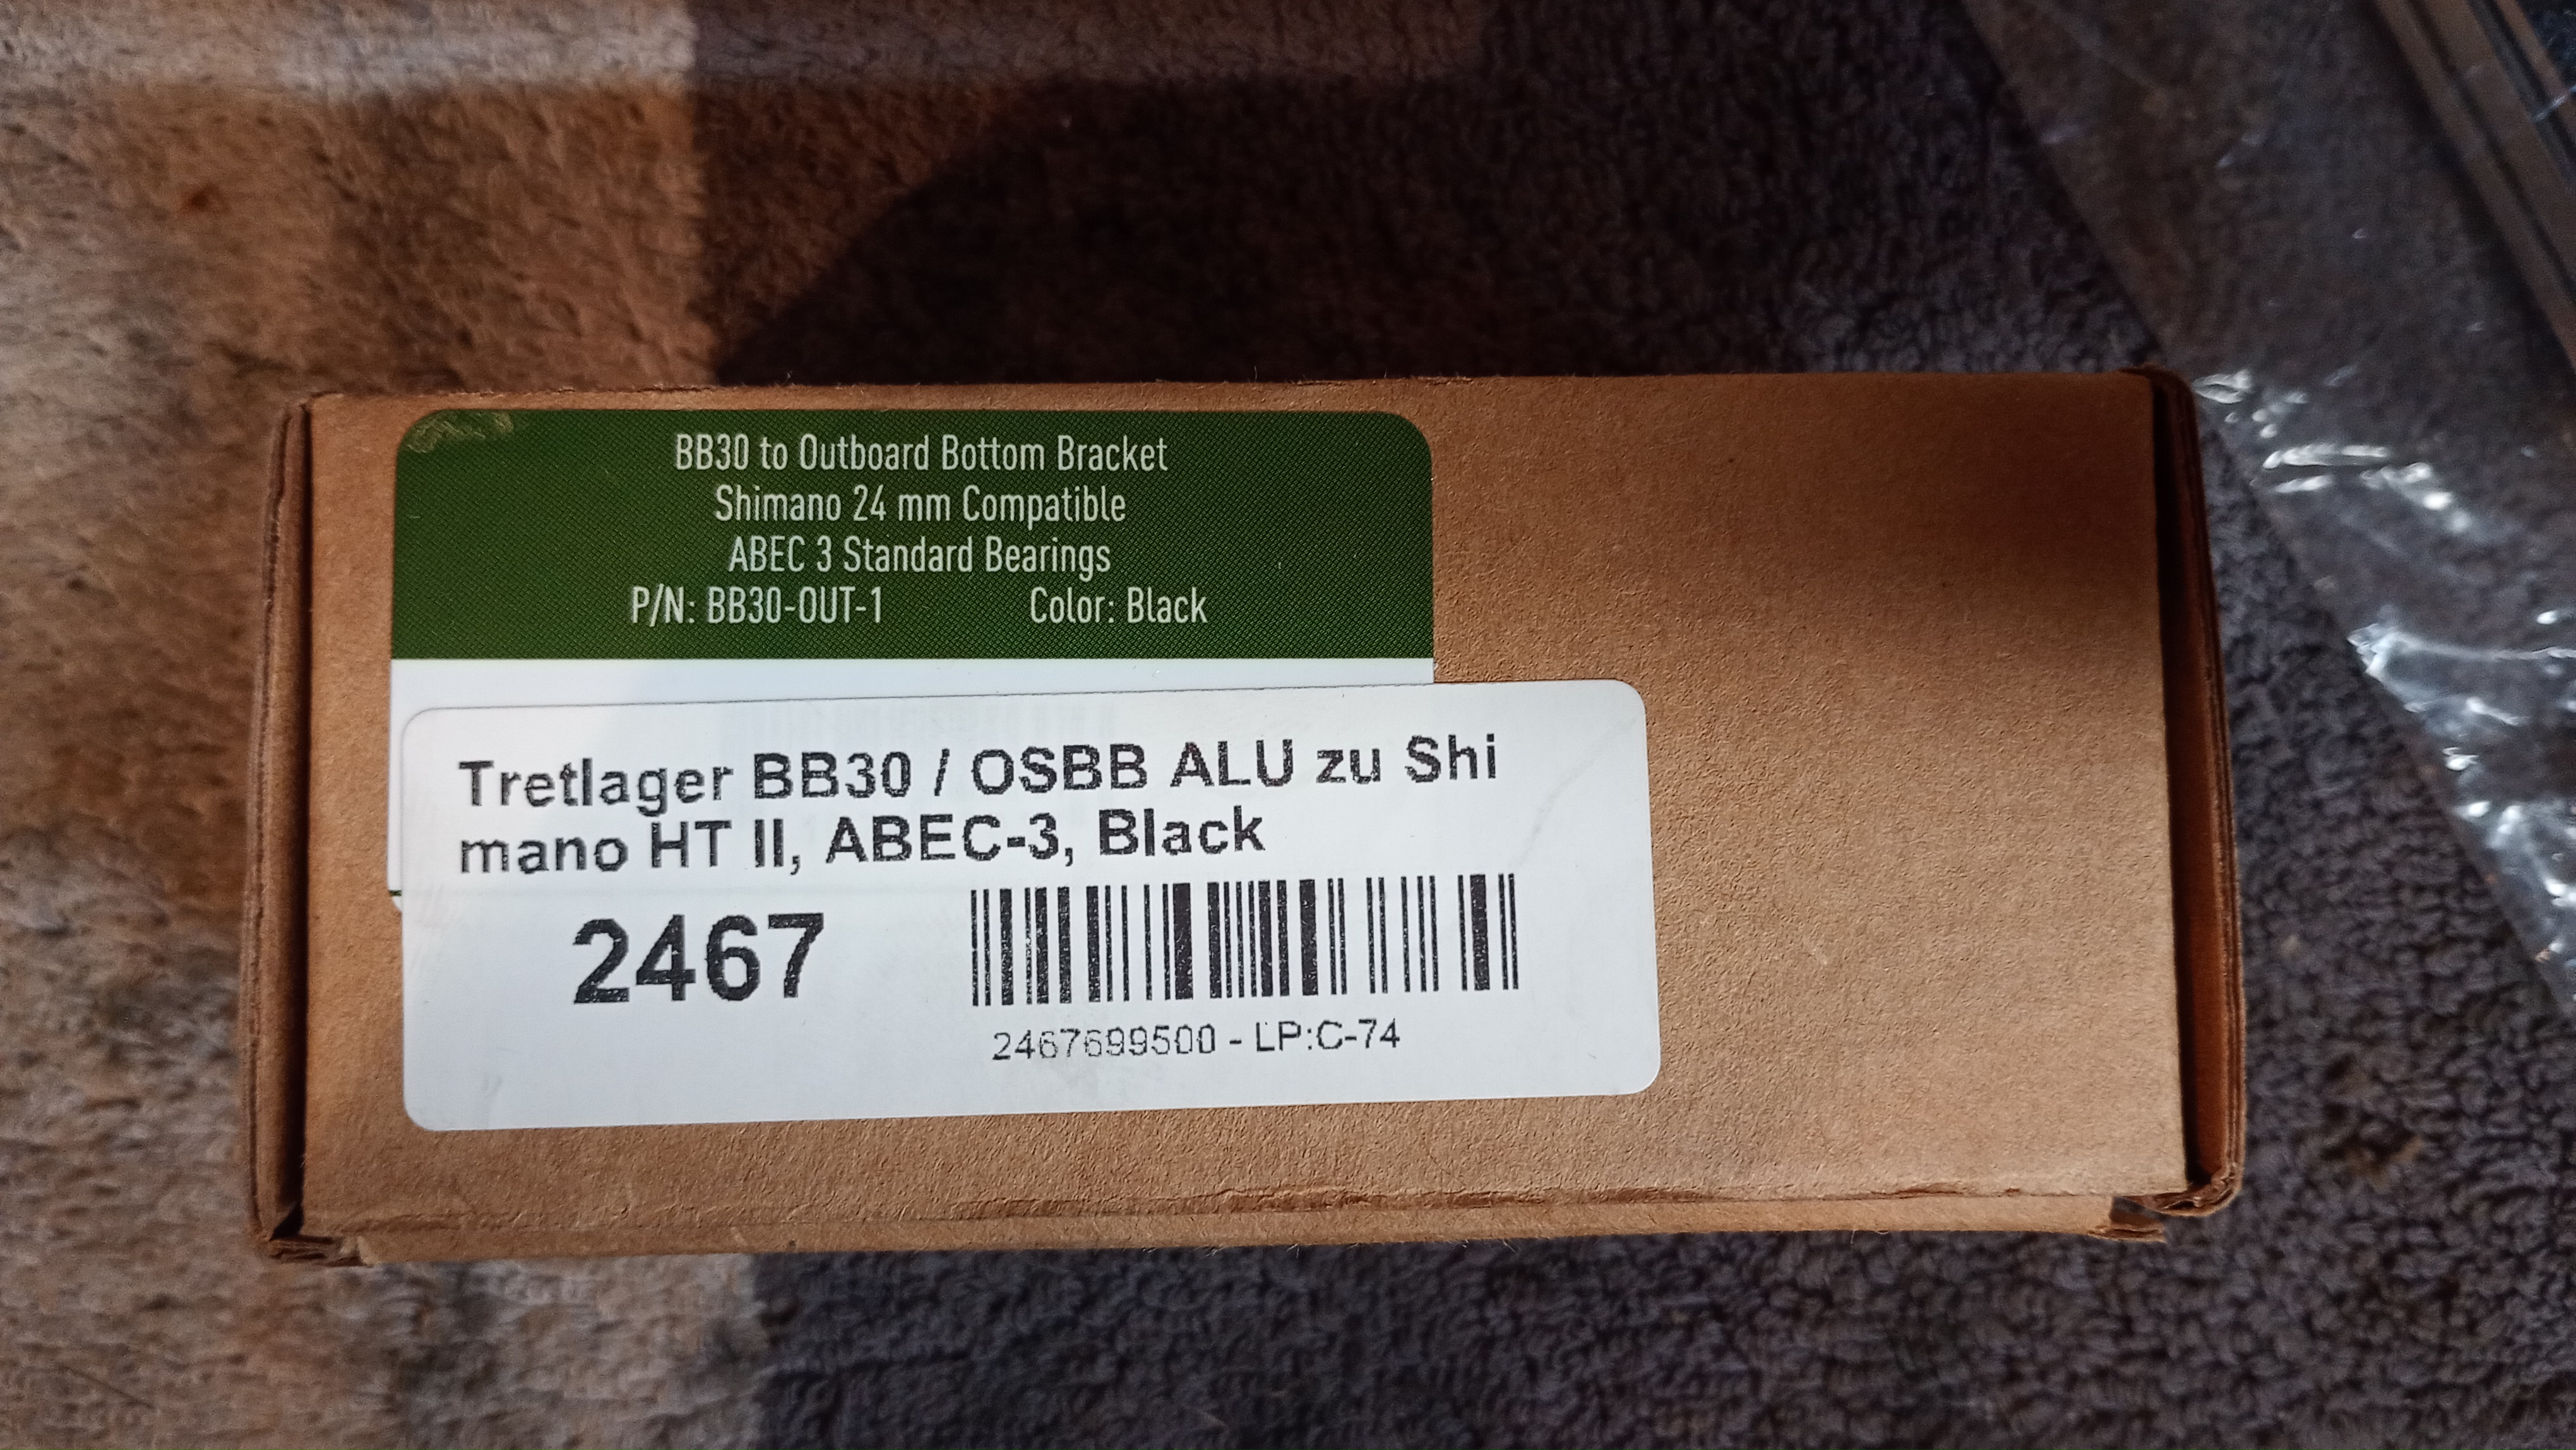 BB30 to Outboard Bottom Bracket
Shimano 24 mm Compatible
ABEC 3 Standard Bearings
P/N: BB30-OUT-1 Color: Black
Tretlager BB30 / OSBB ALU zu Shi
mano HT II, ABEC-3, Black
2467
2467699500 - LP:C-74